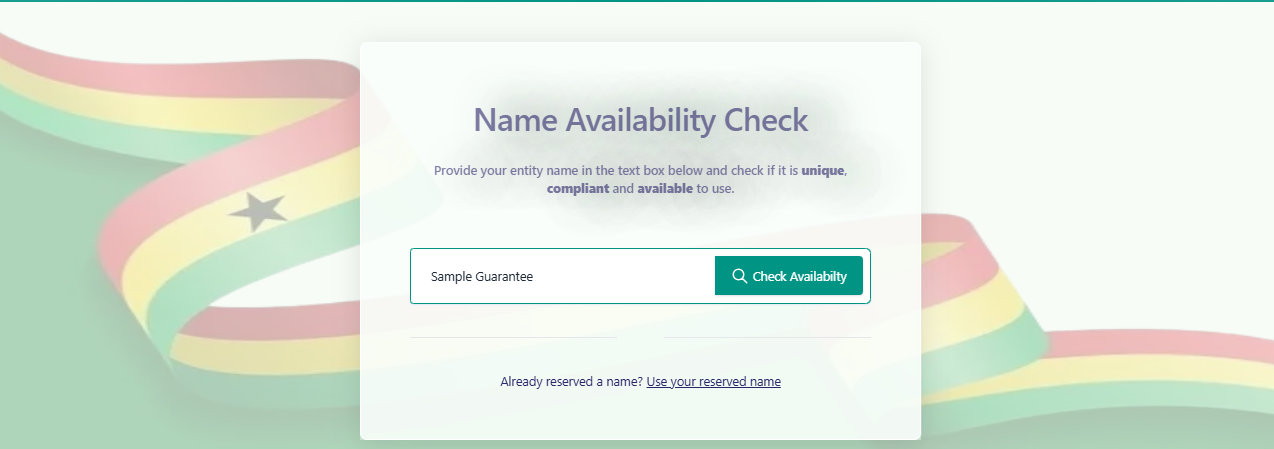 Name Availability Check
Provide your entity name in the text box below and check if it is unique,
compliant and available to use.
Sample Guarantee
Check Availabilty
Already reserved a name? Use your reserved name